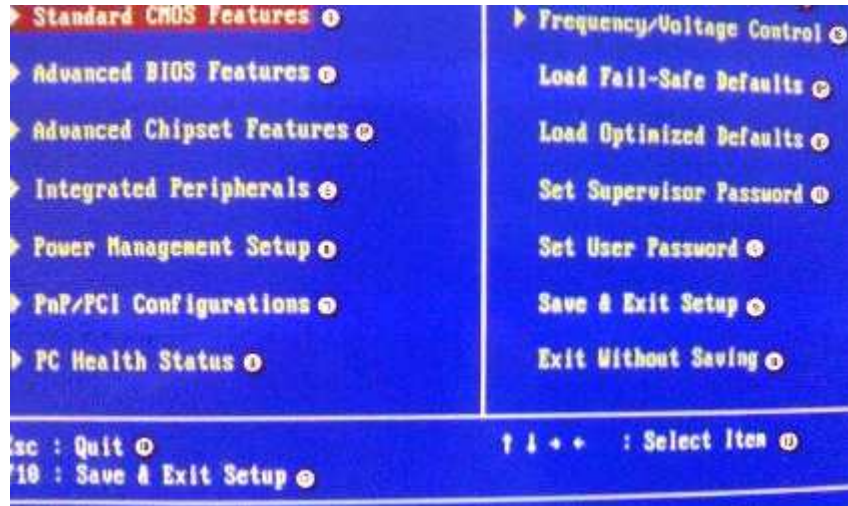 Standard CMOS Features
Advanced BIOS Features
Advanced Chipset Features
Integrated Peripherals
Power Management Setup
PnP/PCI Configurations
PC Health Status
Frequency/Voltage Control
Load Fail-Safe Defaults
Load Optimized Defaults
Set Supervisor Password
Set User Password
Save & Exit Setup
Exit Without Saving
sc : Quit
10 : Save & Exit Setup
: Select Item